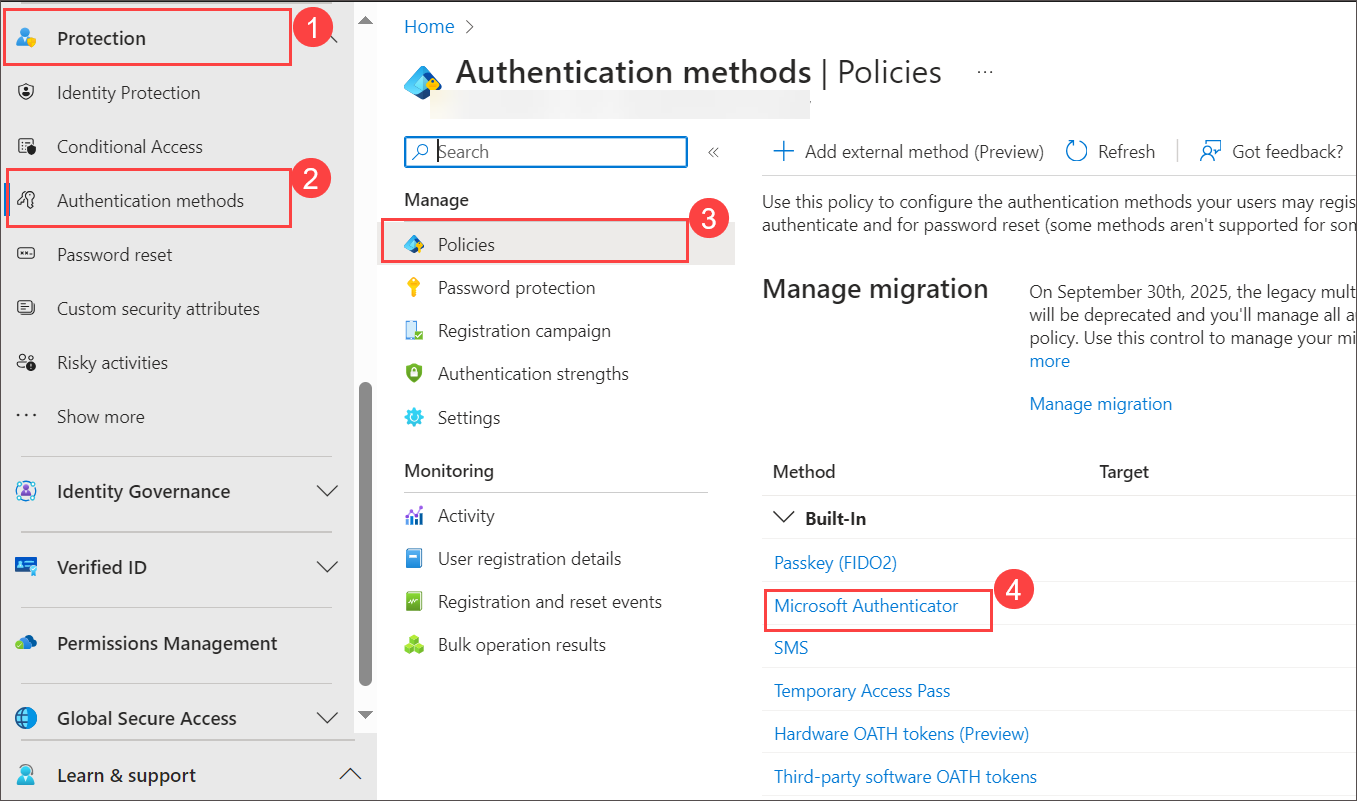 Protection
1
Identity Protection
Conditional Access
Authentication methods
2
Password reset
Custom security attributes
Risky activities
Show more
Identity Governance
Verified ID
Permissions Management
Global Secure Access
Learn & support
Home
Authentication methods | Policies
Search
Manage
Policies
3
Password protection
Registration campaign
Authentication strengths
Settings
Monitoring
Activity
User registration details
Registration and reset events
Bulk operation results
Add external method (Preview) Refresh Got feedback?
Use this policy to configure the authentication methods your users may regis
authenticate and for password reset (some methods aren't supported for som
Manage migration
On September 30th, 2025, the legacy mult
will be deprecated and you'll manage all a
policy. Use this control to manage your mi
more
Manage migration
Method Target
Built-In
Passkey (FIDO2)
Microsoft Authenticator
4
SMS
Temporary Access Pass
Hardware OATH tokens (Preview)
Third-party software OATH tokens